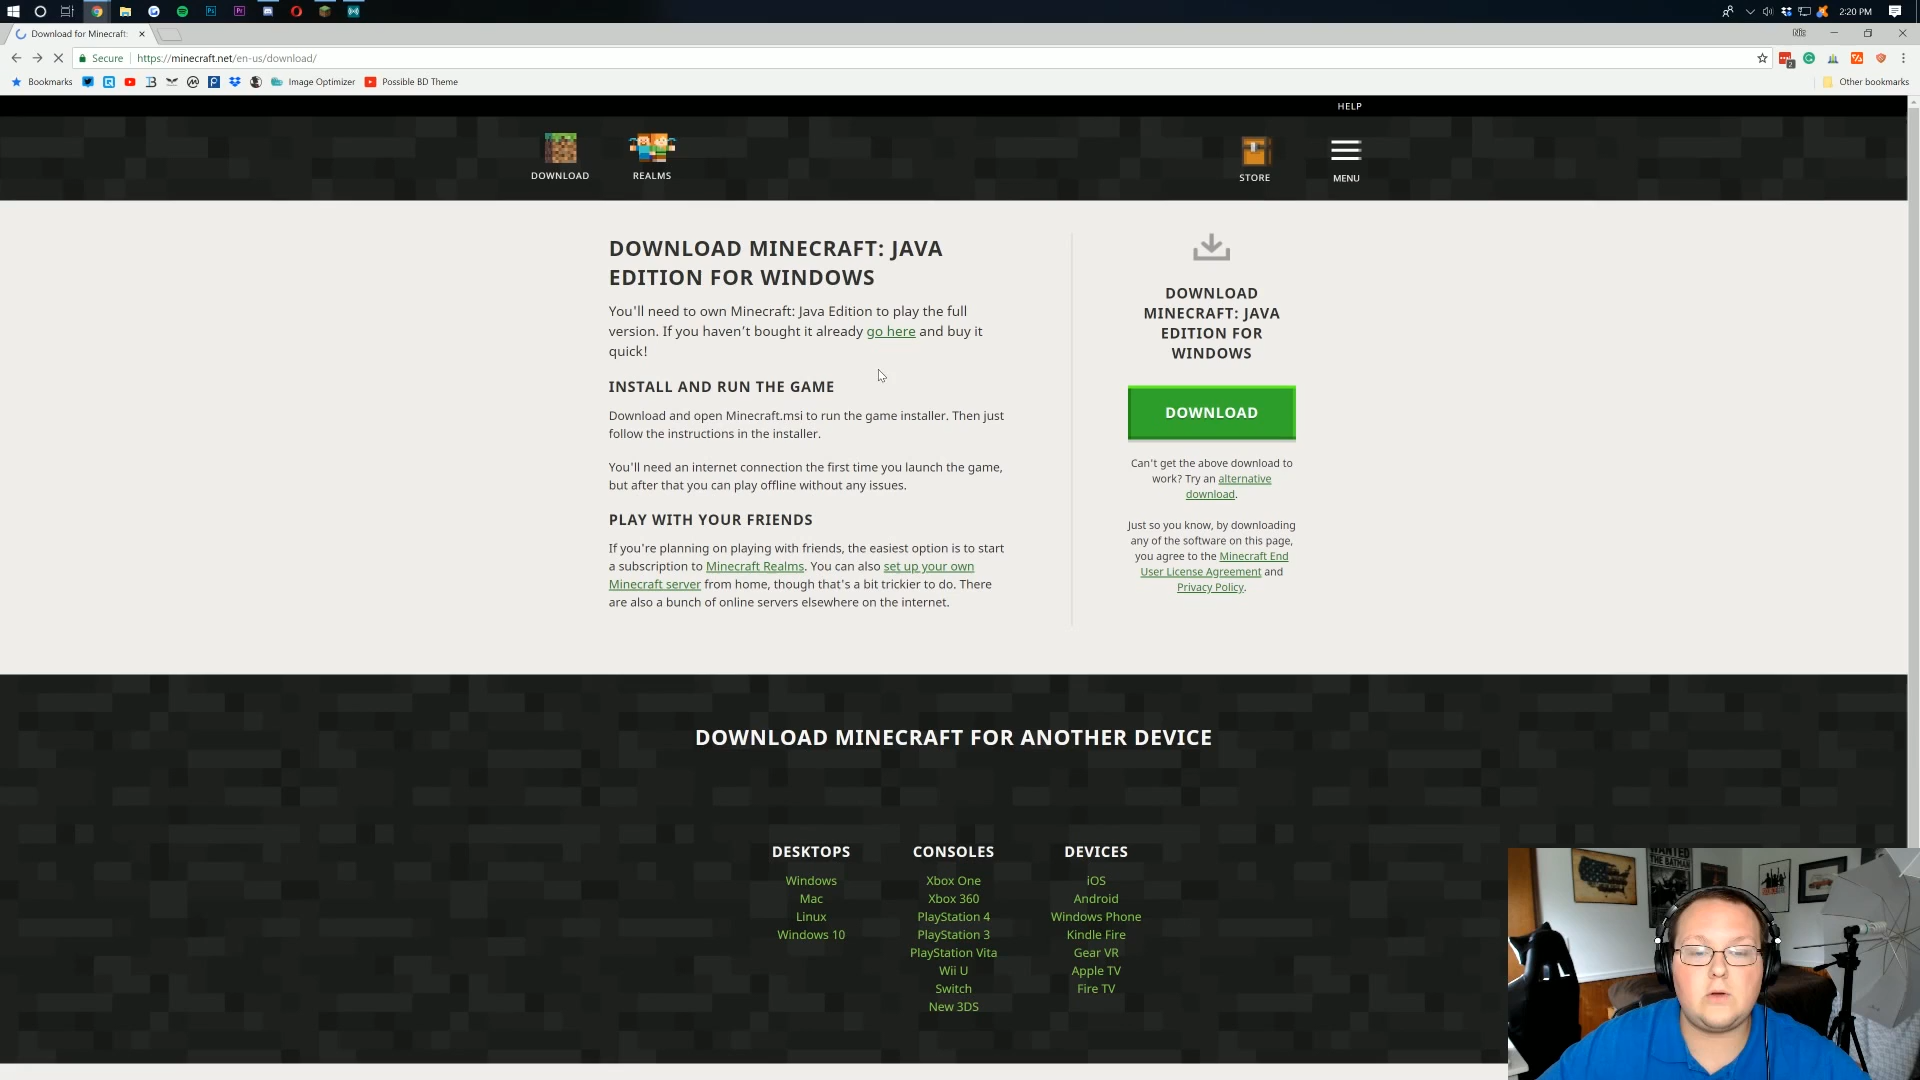 2:20 PM
Download for Minecraft:
Secure https://minecraft.net/en-us/download/
Bookmarks Image Optimizer Possible BD Theme Other bookmarks
HELP
DOWNLOAD REALMS STORE MENU
DOWNLOAD MINECRAFT: JAVA
EDITION FOR WINDOWS
You'll need to own Minecraft: Java Edition to play the full
version. If you haven't bought it already go here and buy it
quick!
INSTALL AND RUN THE GAME
Download and open Minecraft.msi to run the game installer. Then just
follow the instructions in the installer.
You'll need an internet connection the first time you launch the game,
but after that you can play offline without any issues.
PLAY WITH YOUR FRIENDS
If you're planning on playing with friends, the easiest option is to start
a subscription to Minecraft Realms. You can also set up your own
Minecraft server from home, though that's a bit trickier to do. There
are also a bunch of online servers elsewhere on the internet.
DOWNLOAD
MINECRAFT: JAVA
EDITION FOR
WINDOWS
DOWNLOAD
Can't get the above download to
work? Try an alternative
download.
Just so you know, by downloading
any of the software on this page,
you agree to the Minecraft End
User License Agreement and
Privacy Policy.
DOWNLOAD MINECRAFT FOR ANOTHER DEVICE
DESKTOPS
Windows
Mac
Linux
Windows 10
CONSOLES
Xbox One
Xbox 360
PlayStation 4
PlayStation 3
PlayStation Vita
Wii U
Switch
New 3DS
DEVICES
iOS
Android
Windows Phone
Kindle Fire
Gear VR
Apple TV
Fire TV
WANTED
THE BATMAN